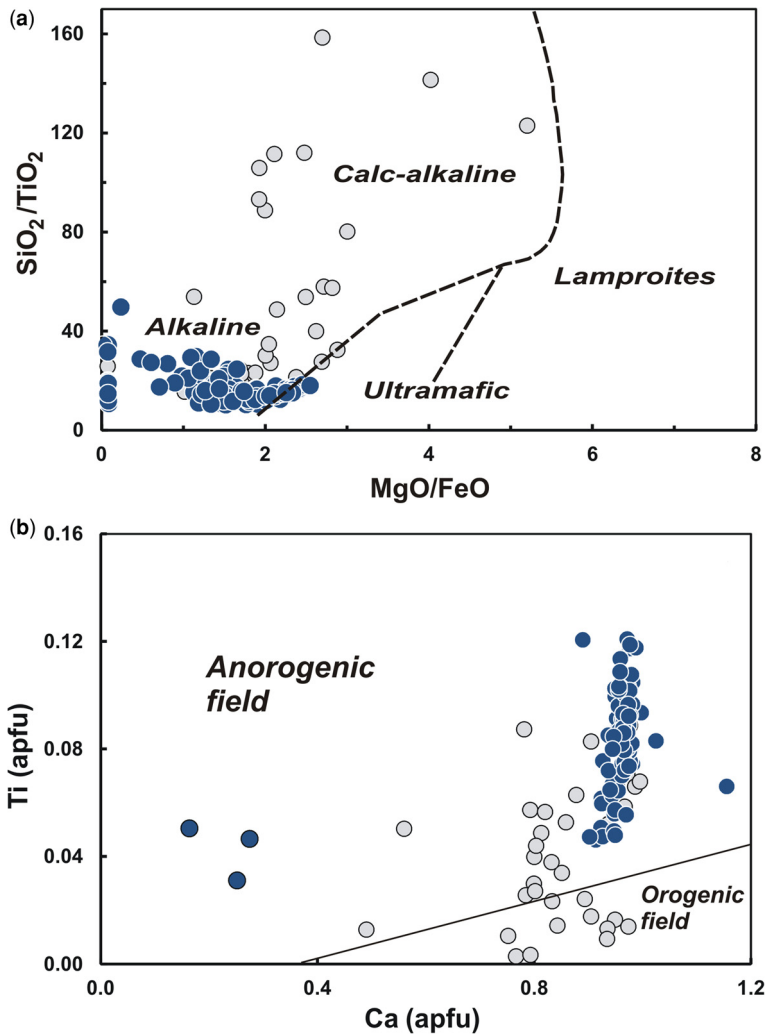 (a)
160
120
80
40
0
SiO2/TiO2
Calc-alkaline
Lamproites
Alkaline
Ultramafic
0 2 4 6 8
MgO/FeO
(b)
0.16
0.12
0.08
0.04
0.00
Ti (apfu)
Anorogenic
field
Orogenic
field
0.0 0.4 0.8 1.2
Ca (apfu)